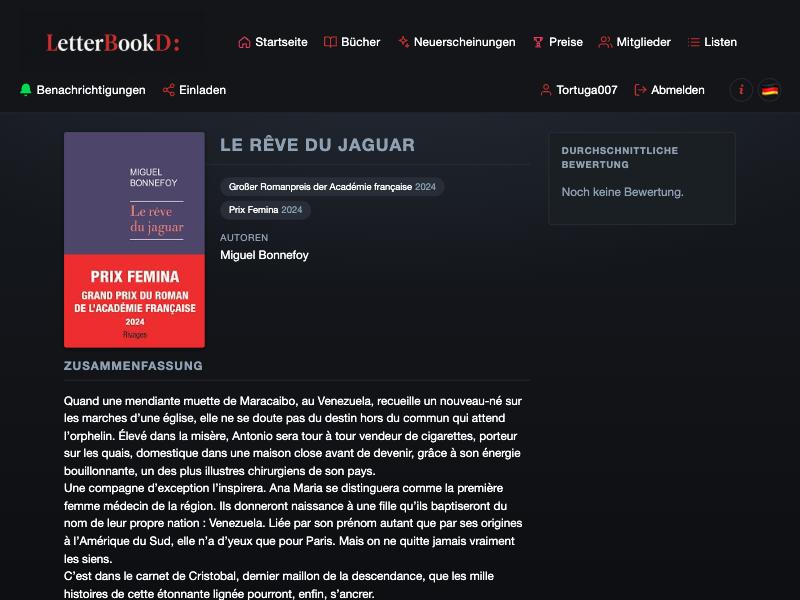 LetterBookD:
Startseite
Bücher
Neuerscheinungen
Preise
Mitglieder
Listen
Benachrichtigungen
Einladen
Tortuga007
Abmelden
i
MIGUEL
BONNEFOY
Le rêve
du jaguar
PRIX FEMINA
GRAND PRIX DU ROMAN
DE L'ACADÉMIE FRANÇAISE
2024
Rivages
LE RÊVE DU JAGUAR
Großer Romanpreis der Académie française 2024
Prix Femina 2024
AUTOREN
Miguel Bonnefoy
DURCHSCHNITTLICHE
BEWERTUNG
Noch keine Bewertung.
ZUSAMMENFASSUNG
Quand une mendiante muette de Maracaibo, au Venezuela, recueille un nouveau-né sur
les marches d'une église, elle ne se doute pas du destin hors du commun qui attend
l'orphelin. Élevé dans la misère, Antonio sera tour à tour vendeur de cigarettes, porteur
sur les quais, domestique dans une maison close avant de devenir, grâce à son énergie
bouillonnante, un des plus illustres chirurgiens de son pays.
Une compagne d'exception l'inspirera. Ana Maria se distinguera comme la première
femme médecin de la région. Ils donneront naissance à une fille qu'ils baptiseront du
nom de leur propre nation : Venezuela. Liée par son prénom autant que par ses origines
à l'Amérique du Sud, elle n'a d'yeux que pour Paris. Mais on ne quitte jamais vraiment
les siens.
C'est dans le carnet de Cristobal, dernier maillon de la descendance, que les mille
histoires de cette étonnante lignée pourront, enfin, s'ancrer.